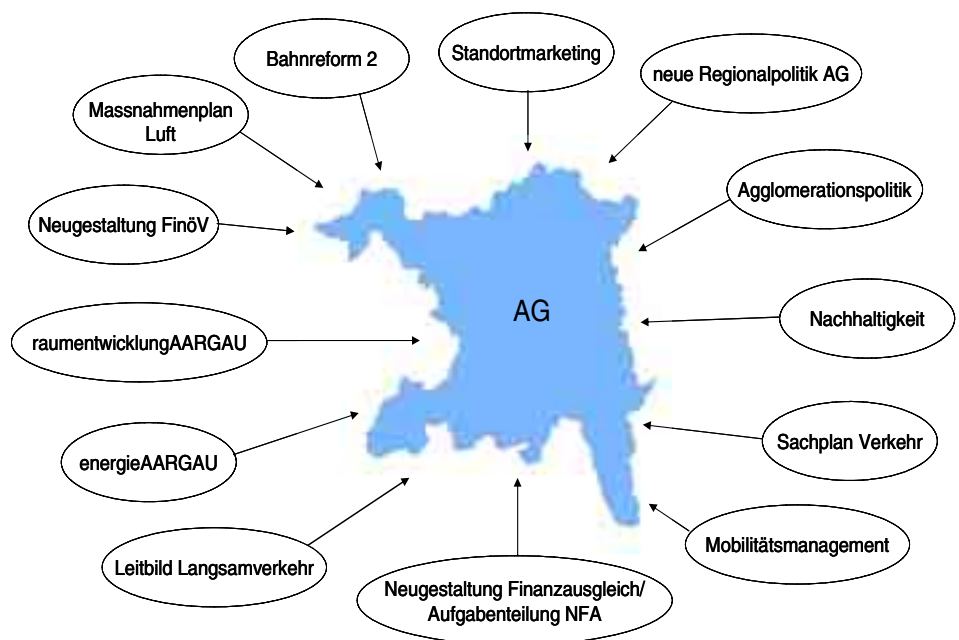 Bahnreform 2
Standortmarketing
neue Regionalpolitik AG
Massnahmenplan
Luft
Agglomerationspolitik
Neugestaltung FinöV
AG
Nachhaltigkeit
raumentwicklungAARGAU
Sachplan Verkehr
energieAARGAU
Mobilitätsmanagement
Leitbild Langsamverkehr
Neugestaltung Finanzausgleich/
Aufgabenteilung NFA